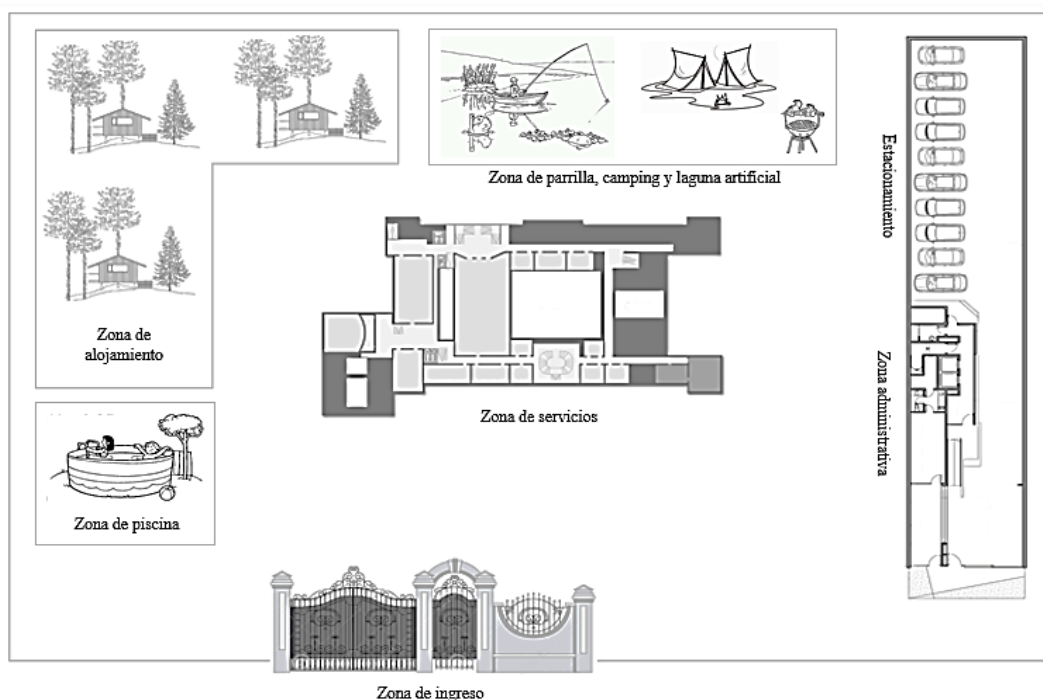 Zona de parrilla, camping y laguna artificial
Estacionamiento
Zona de
alojamiento
Zona administrativa
Zona de servicios
Zona de piscina
Zona de ingreso